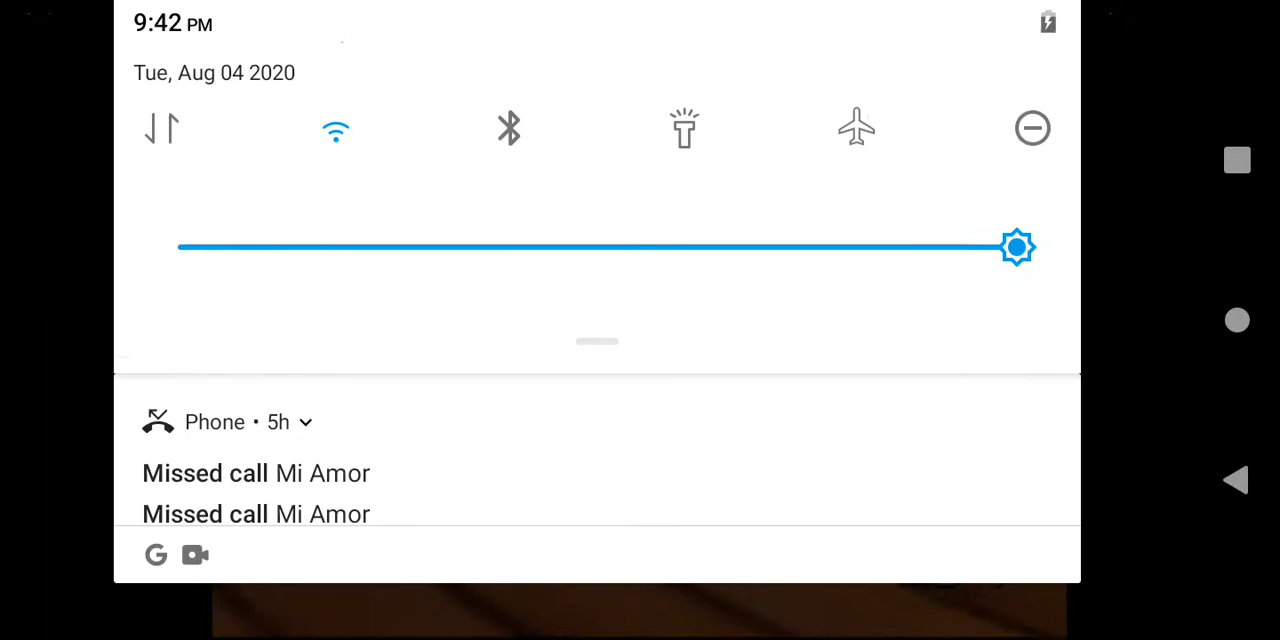 9:42 PM
Tue, Aug 04 2020
Phone • 5h
Missed call Mi Amor
Missed call Mi Amor